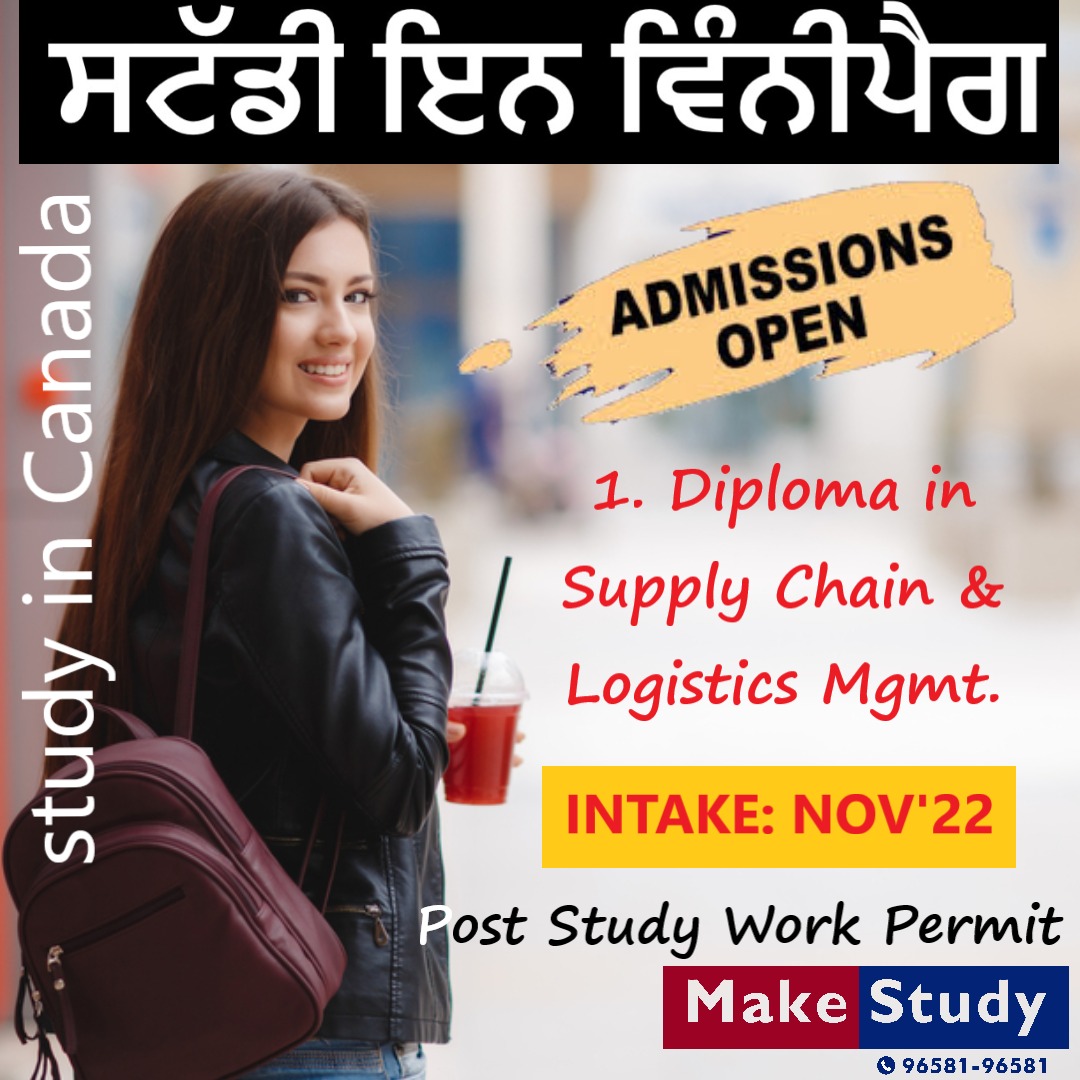 ਸਟੱਡੀ ਇਨ ਵਿੰਨੀਪੈਗ
study in Canada
ADMISSIONS
OPEN
1. Diploma in
Supply Chain &
Logistics Mgmt.
INTAKE: NOV'22
Post Study Work Permit
Make Study
96581-96581